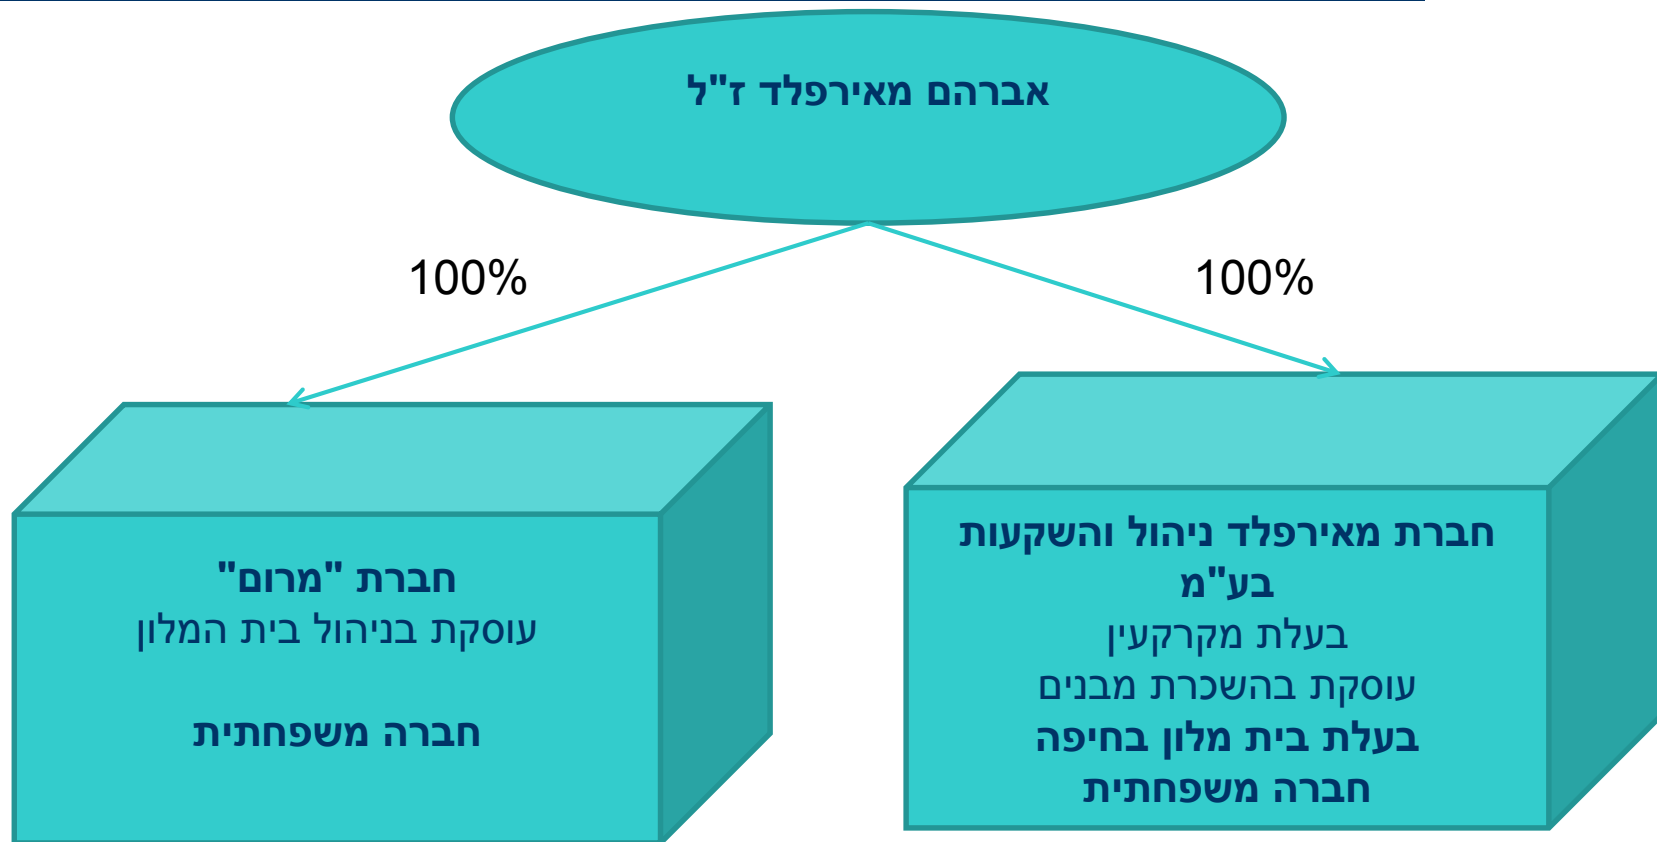 אברהם מאירפלד ז"ל
100%
100%
חברת מאירפלד ניהול והשקעות
בע"מ
בעלת מקרקעין
עוסקת בהשכרת מבנים
בעלת בית מלון בחיפה
חברה משפחתית
חברת "מרום"
עוסקת בניהול בית המלון
חברה משפחתית